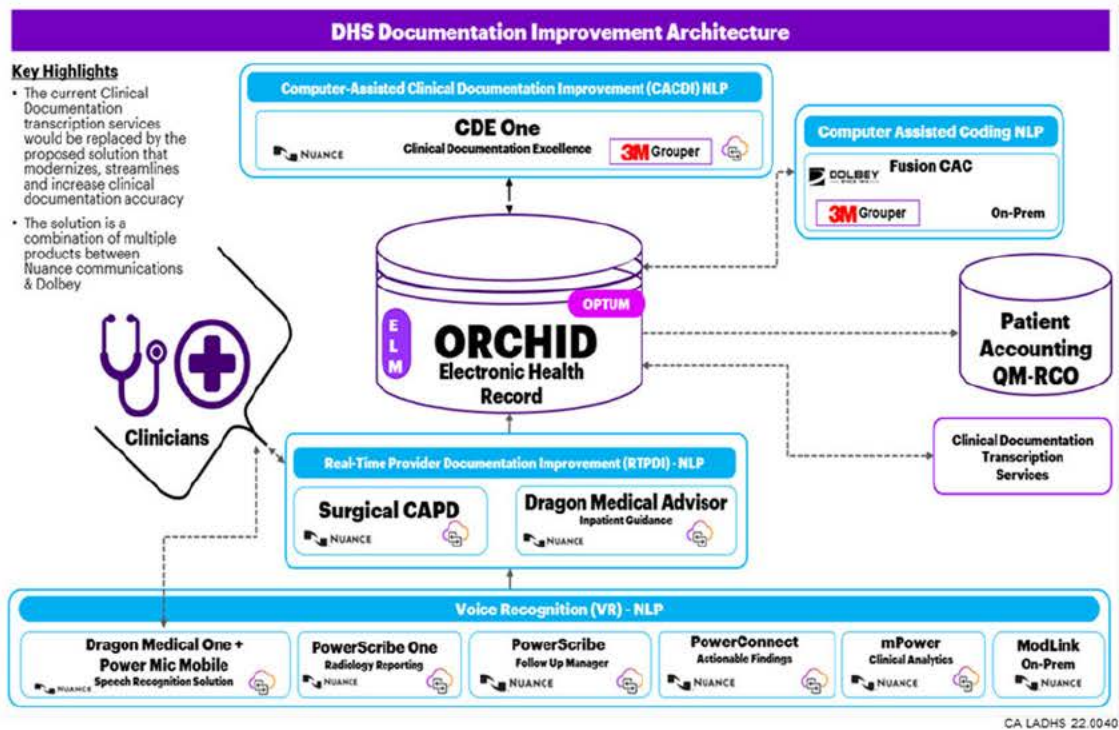 DHS Documentation Improvement Architecture
Key Highlights
• The current Clinical
Documentation
transcription services
would be replaced by the
proposed solution that
modernizes, streamlines
and increase clinical
documentation accuracy
• The solution is a
combination of multiple
products between
Nuance communications
& Dolbey
Computer-Assisted Clinical Documentation Improvement (CACDI) NLP
CDE One
Clinical Documentation Excellence
NUANCE
3M Grouper
Computer Assisted Coding NLP
DOLBEY
SINCE 1914
Fusion CAC
3M Grouper
On-Prem
OPTUM
ELM
ORCHID
Electronic Health
Record
Patient
Accounting
QM-RCO
Clinicians
Clinical Documentation
Transcription
Services
Real-Time Provider Documentation Improvement (RTPDI) - NLP
Surgical CAPD
NUANCE
Dragon Medical Advisor
Inpatient Guidance
NUANCE
Voice Recognition (VR) - NLP
Dragon Medical One +
Power Mic Mobile
Speech Recognition Solution
NUANCE
PowerScribe One
Radiology Reporting
NUANCE
PowerScribe
Follow Up Manager
NUANCE
PowerConnect
Actionable Findings
NUANCE
mPower
Clinical Analytics
NUANCE
ModLink
On-Prem
NUANCE
CA LADHS 22.0040